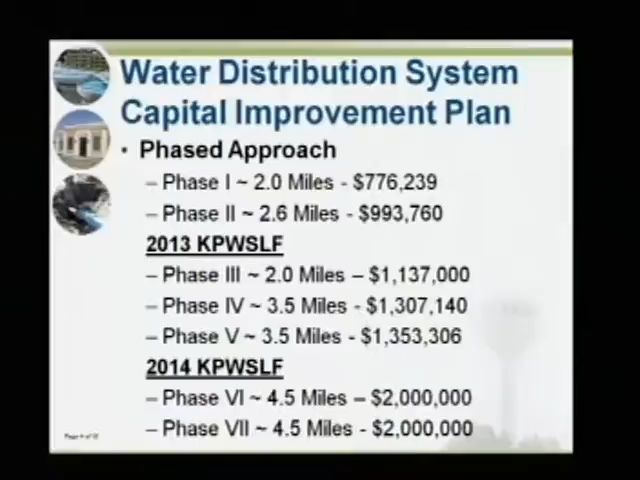 Water Distribution System
Capital Improvement Plan
• Phased Approach
– Phase I ~ 2.0 Miles - $776,239
– Phase II ~ 2.6 Miles - $993,760
2013 KPWSLF
– Phase III ~ 2.0 Miles – $1,137,000
– Phase IV ~ 3.5 Miles - $1,307,140
– Phase V ~ 3.5 Miles - $1,353,306
2014 KPWSLF
– Phase VI ~ 4.5 Miles – $2,000,000
– Phase VII ~ 4.5 Miles - $2,000,000